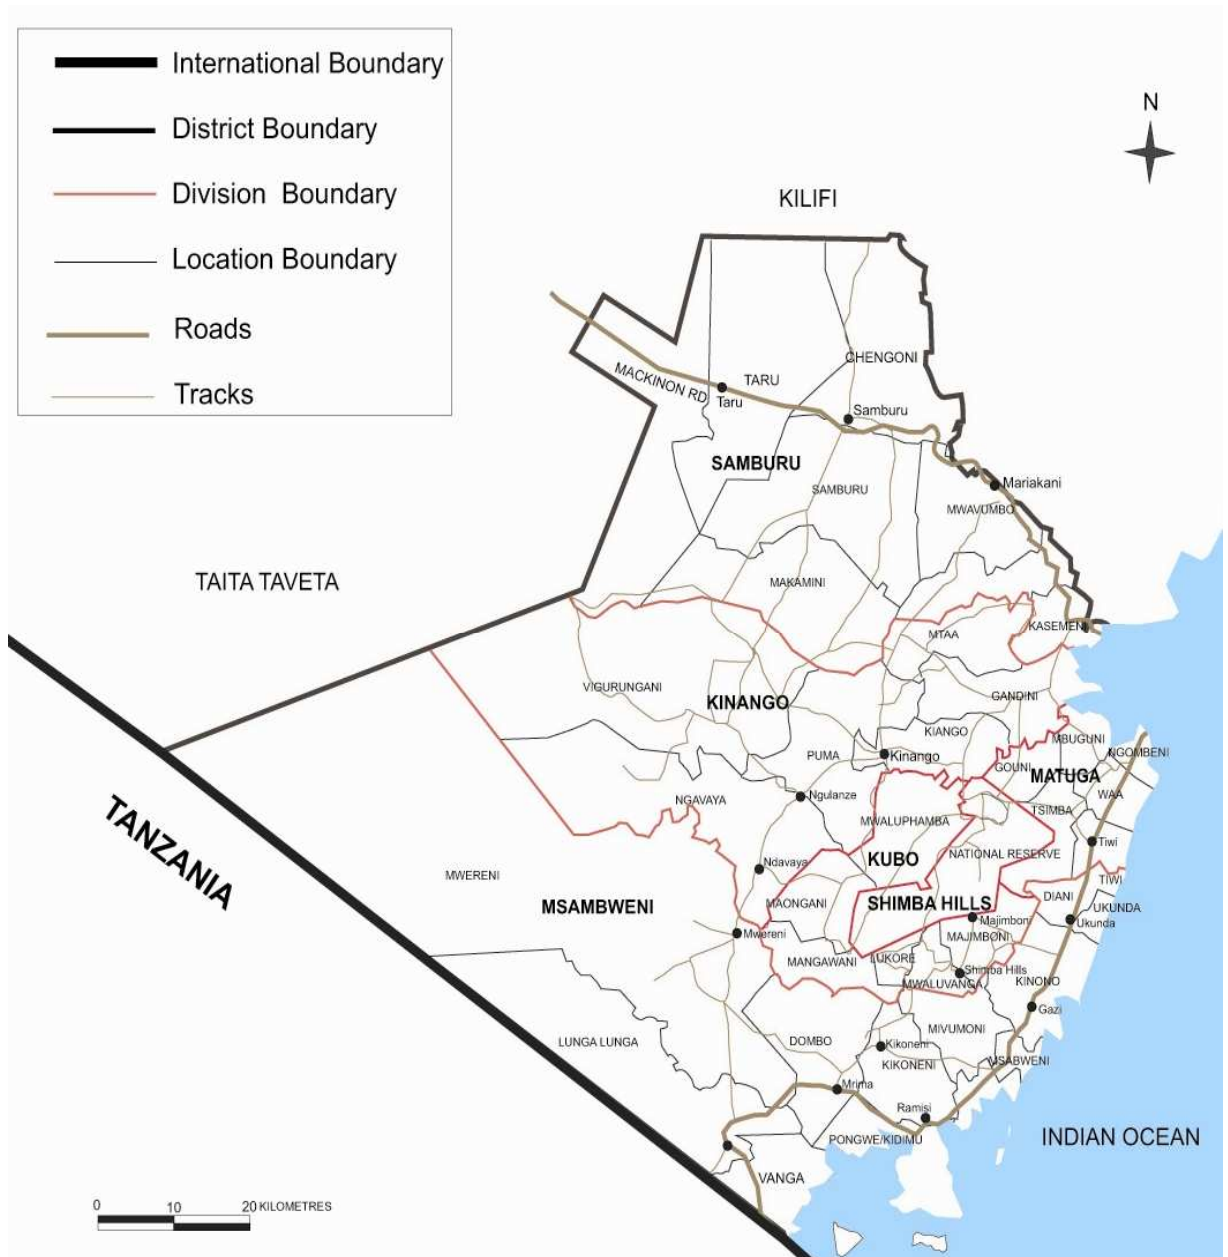 International Boundary
District Boundary
Division Boundary
Location Boundary
Roads
Tracks
N
KILIFI
CHENGONI
MACKINON RD
TARU
Taru
Samburu
SAMBURU
SAMBURU
Mariakani
MWAVUMBO
TAITA TAVETA
MAKAMINI
MTAA
KASEMENI
VIGURUNGANI
KINANGO
GANDINI
KIANGO
MBUGUNI
NGOMBENI
PUMA
Kinango
GOUNI
MATUGA
TANZANIA
NGAVAYA
Ngulanze
MWALUPHAMBA
TSIMBA
WAA
Tiwi
KUBO
NATIONAL RESERVE
MWERENI
Ndavaya
TIWI
MSAMBWENI
MAONGANI
SHIMBA HILLS
DIANI
UKUNDA
Majimboni
Ukunda
Mwereni
MAJIMBONI
MANGAWANI
LUKORE
Shimba Hills
MWALUVANGA
KINONO
Gazi
LUNGA LUNGA
DOMBO
Kikoneni
MIVUMONI
KIKONENI
MSABWENI
Mrima
Ramisi
PONGWE/KIDIMU
INDIAN OCEAN
VANGA
0 10 20 KILOMETRES